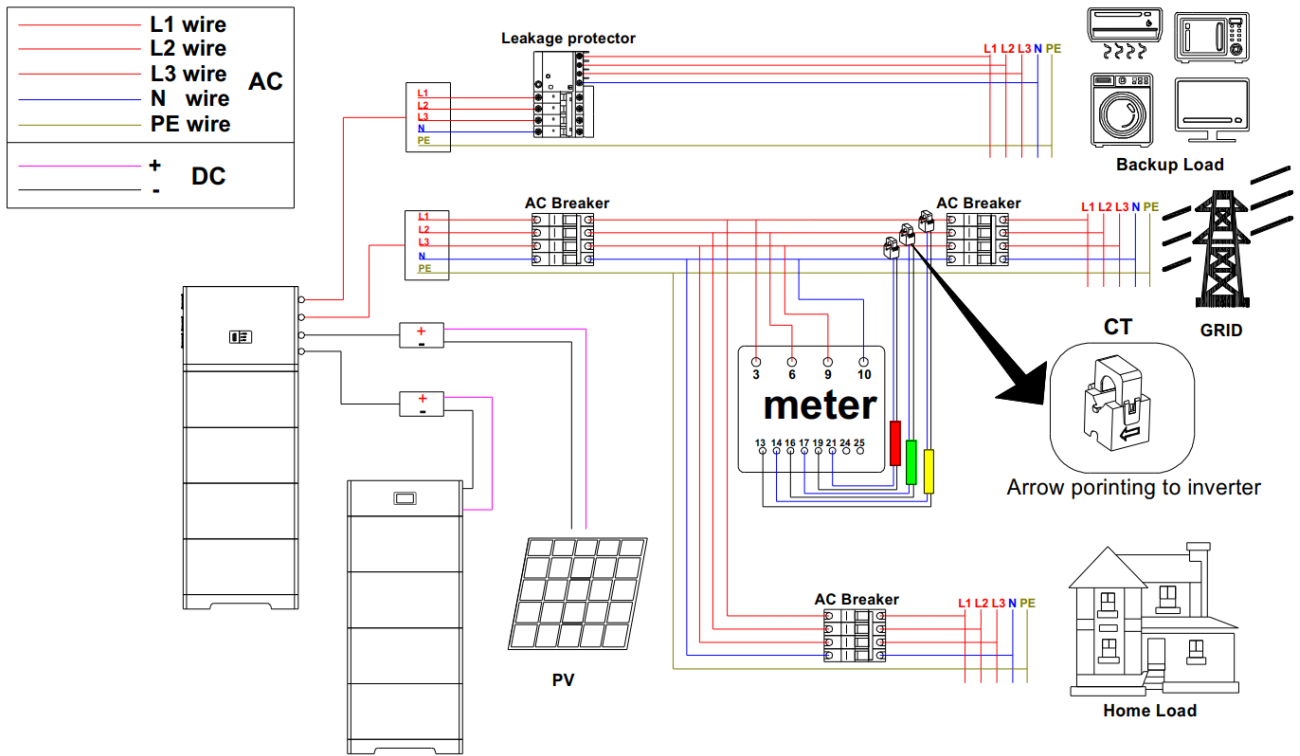 L1 wire
L2 wire
L3 wire
N wire
PE wire
AC
+
-
DC
Leakage protector
L1 L2 L3 N PE
L1
L2
L3
N
PE
Backup Load
AC Breaker
AC Breaker
L1 L2 L3 N PE
L1
L2
L3
N
PE
GRID
+
-
+
-
3 6 9 10
meter
13 14 16 17 19 21 24 25
CT
Arrow porinting to inverter
PV
AC Breaker
L1 L2 L3 N PE
Home Load